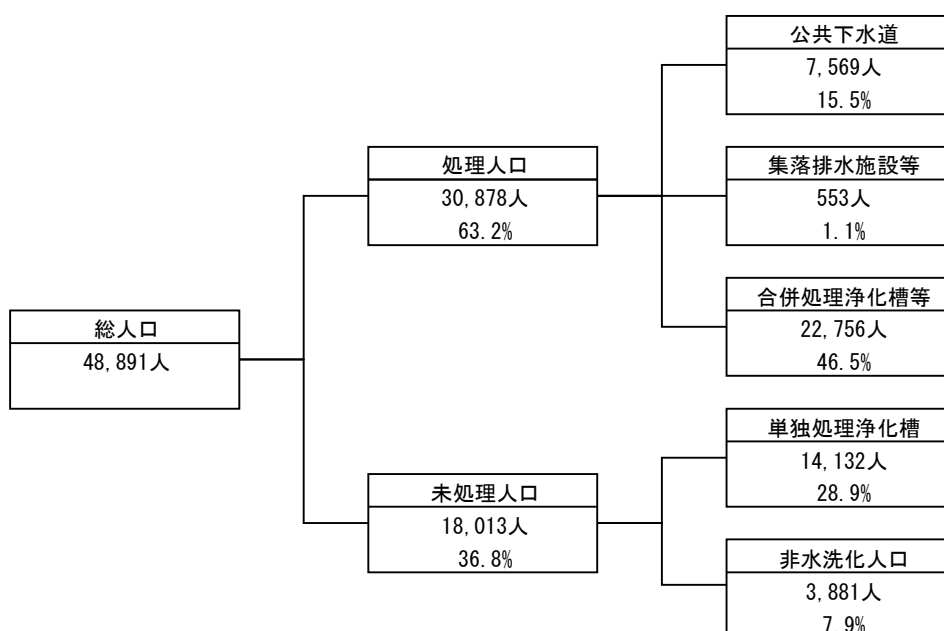 総人口
48,891人
処理人口
30,878人
63.2%
未処理人口
18,013人
36.8%
公共下水道
7,569人
15.5%
集落排水施設等
553人
1.1%
合併処理浄化槽等
22,756人
46.5%
単独処理浄化槽
14,132人
28.9%
非水洗化人口
3,881人
7.9%